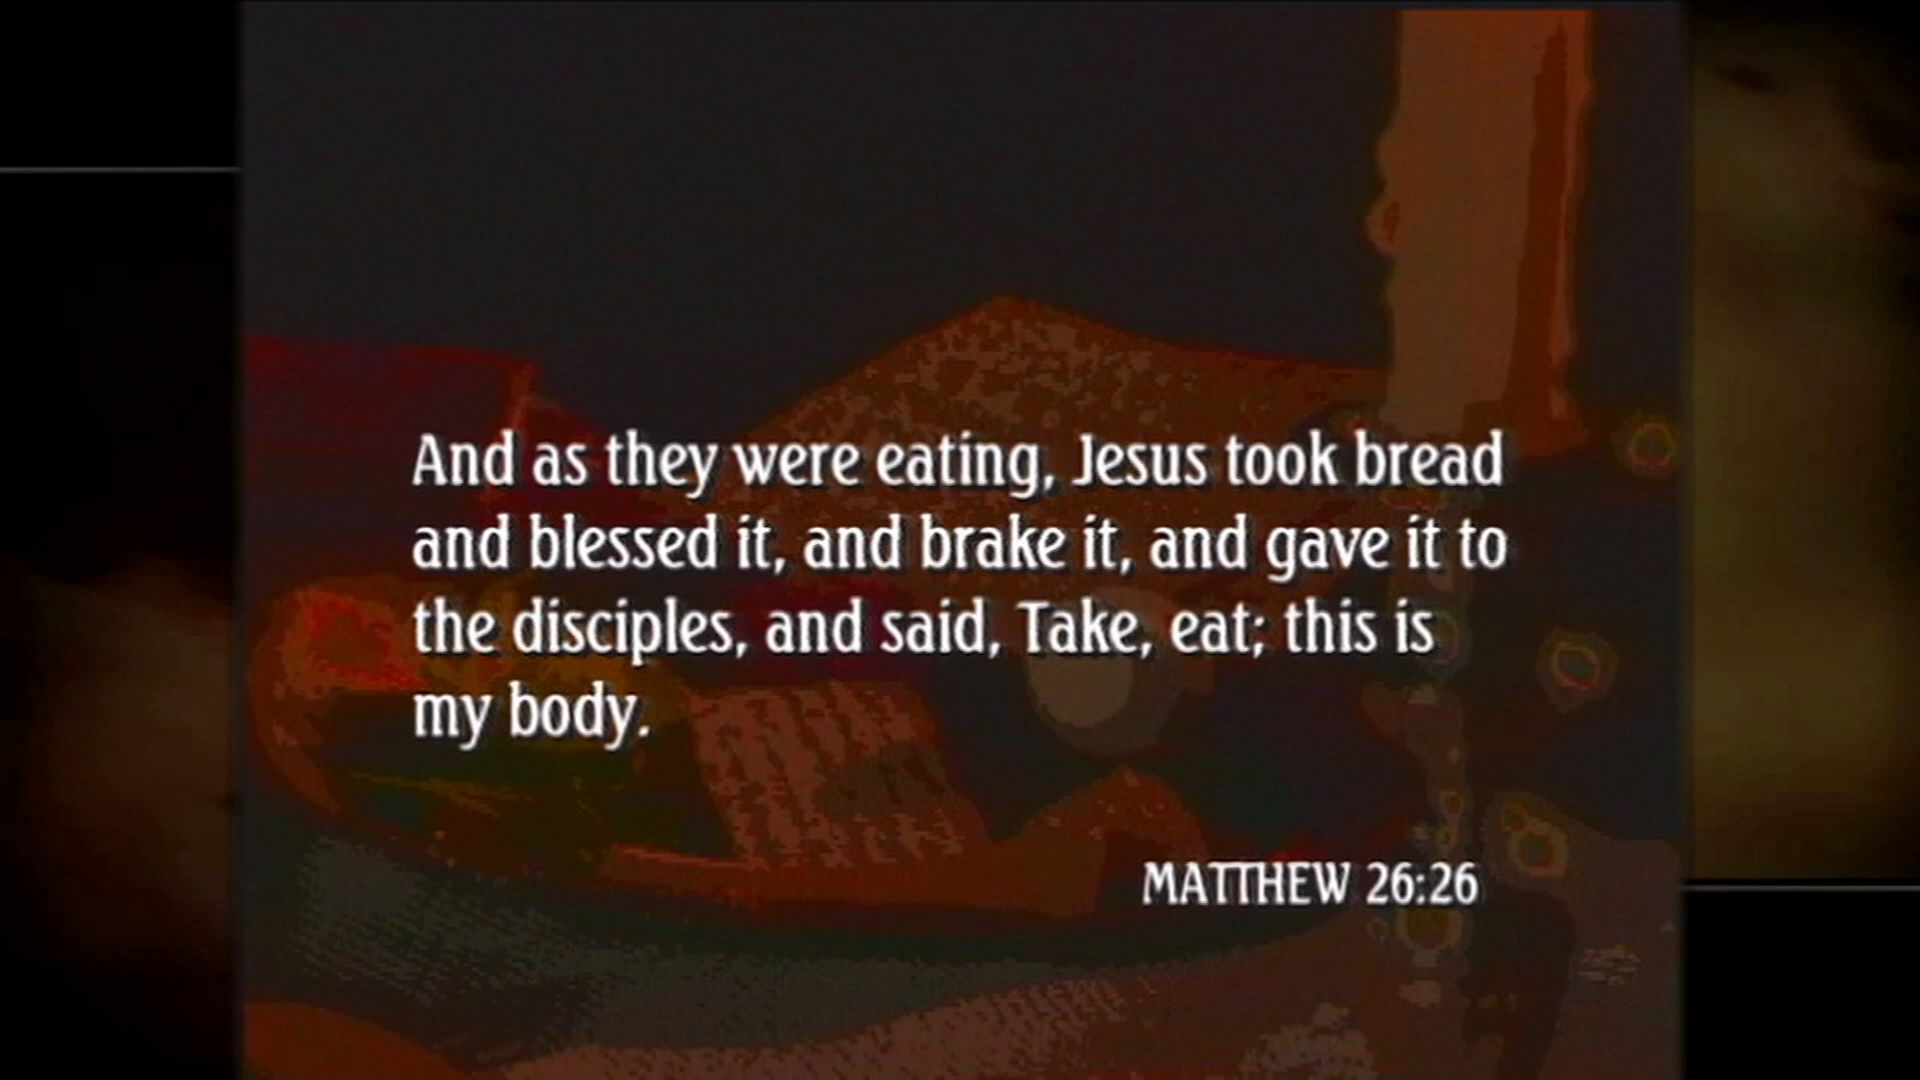 And as they were eating, Jesus took bread
and blessed it, and brake it, and gave it to
the disciples, and said, Take, eat; this is
my body.
MATTHEW 26:26